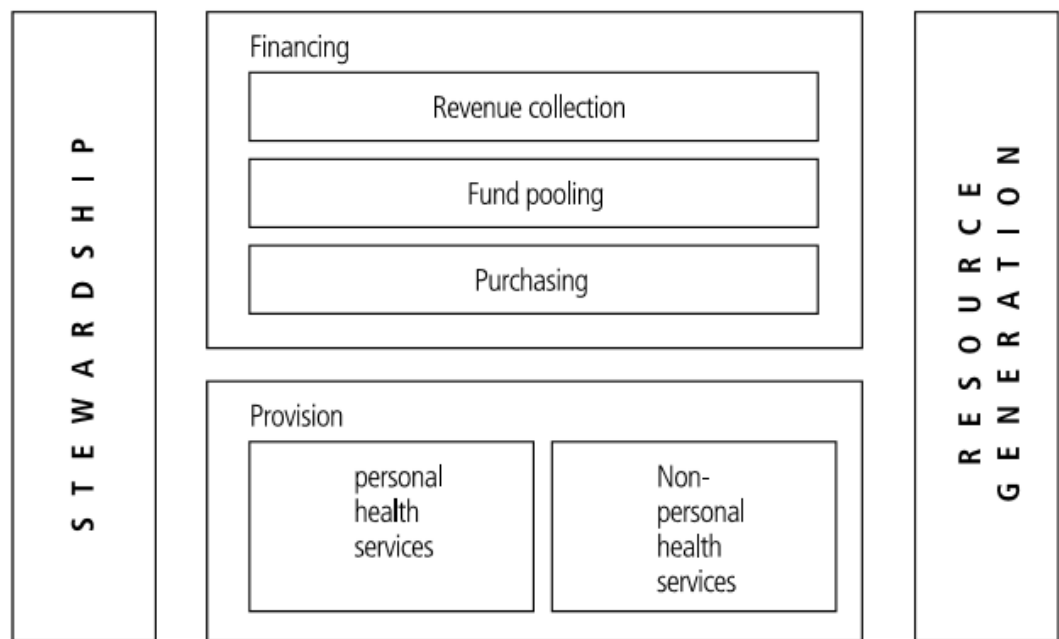 STEWARDSHIP
Financing
Revenue collection
Fund pooling
Purchasing
Provision
personal
health
services
Non-
personal
health
services
RESOURCE
GENERATION